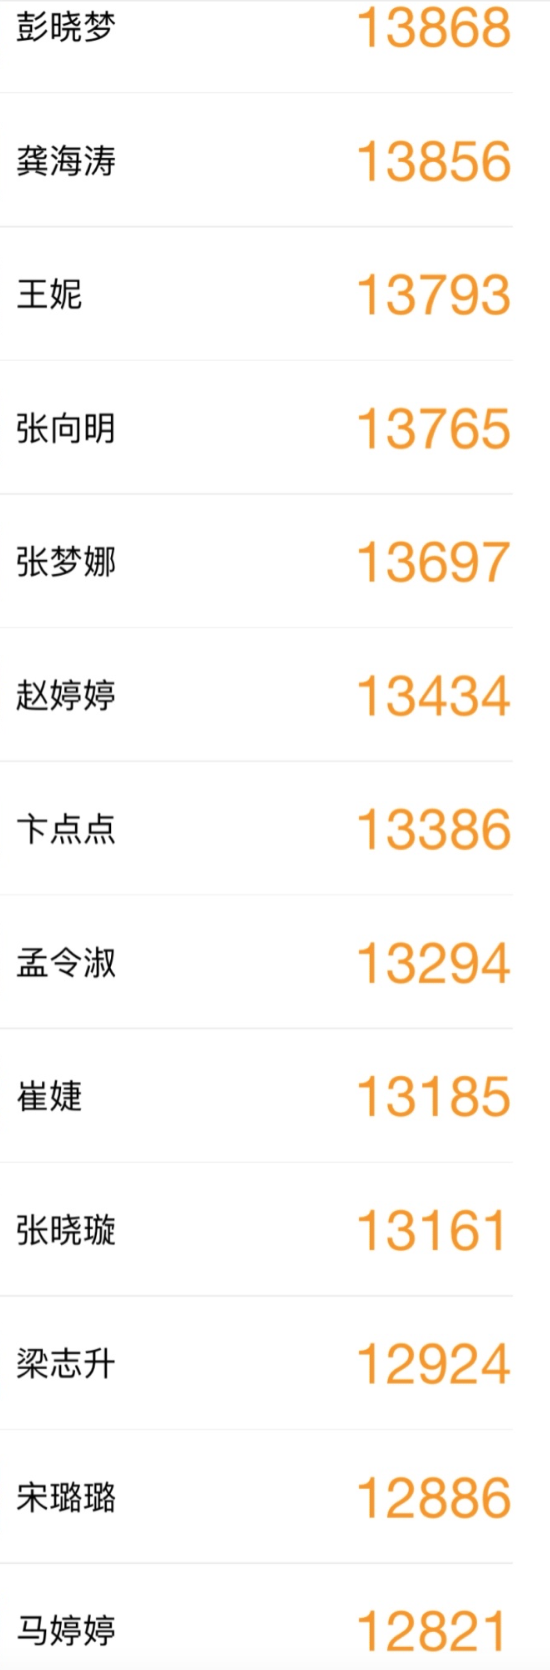 彭晓梦 13868
龚海涛 13856
王妮 13793
张向明 13765
张梦娜 13697
赵婷婷 13434
卞点点 13386
孟令淑 13294
崔婕 13185
张晓璇 13161
梁志升 12924
宋璐璐 12886
马婷婷 12821